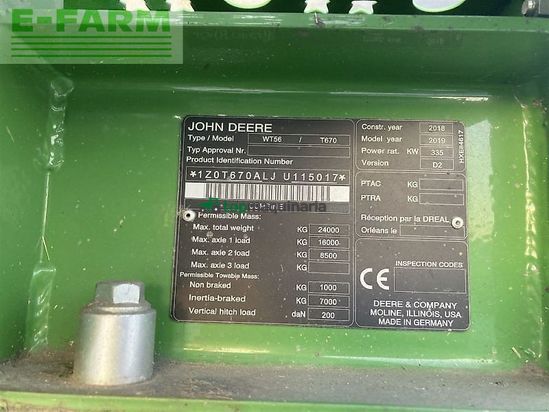 E-FARM
JOHN DEERE
Type / Model WT56 / T670
Typ Approval Nr.
Product Identification Number
*1Z0T670ALJ U115017*
topmaquinaria
Permissible Mass:
Max. total weight KG 24000
Max. axle 1 load KG 16000
Max. axle 2 load KG 8500
Max. axle 3 load KG
Permissible Towable Mass:
Non braked KG 1000
Inertia-braked KG 7000
Vertical hitch load daN 200
Constr. year 2018
Model year 2019
Power rat. KW 335
Version D2
PTAC KG
PTRA KG
Réception par la DREAL
Orléans le
CE
INSPECTION CODES
DEERE & COMPANY
MOLINE, ILLINOIS, USA
MADE IN GERMANY
HXE84617